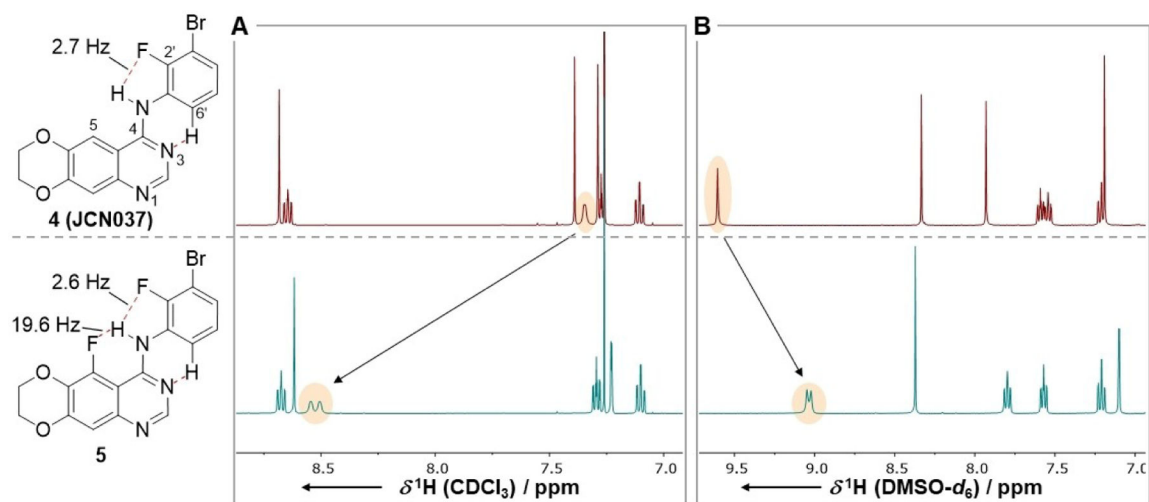 A
B
Br
2.7 Hz
F
2'
H
N
6'
5
4
H
O
N
3
O
N
1
4 (JCN037)
Br
2.6 Hz
F
19.6 Hz
H
N
F
H
O
N
O
N
5
8.5
8.0
7.5
7.0
δ¹H (CDCl₃) / ppm
9.5
9.0
8.5
8.0
7.5
7.0
δ¹H (DMSO-d₆) / ppm